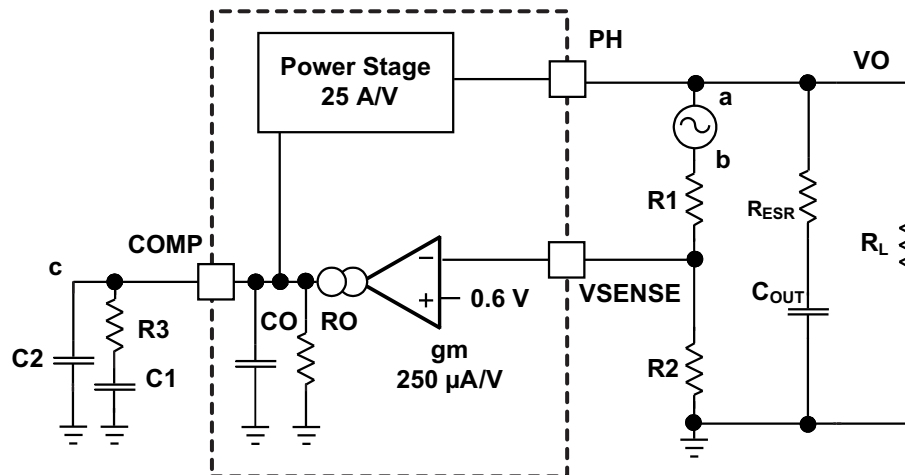 PH
VO
Power Stage
25 A/V
a
b
R1
RESR
RL
COMP
c
VSENSE
−
+
0.6 V
CO
RO
COUT
R3
C2
C1
gm
250 µA/V
R2